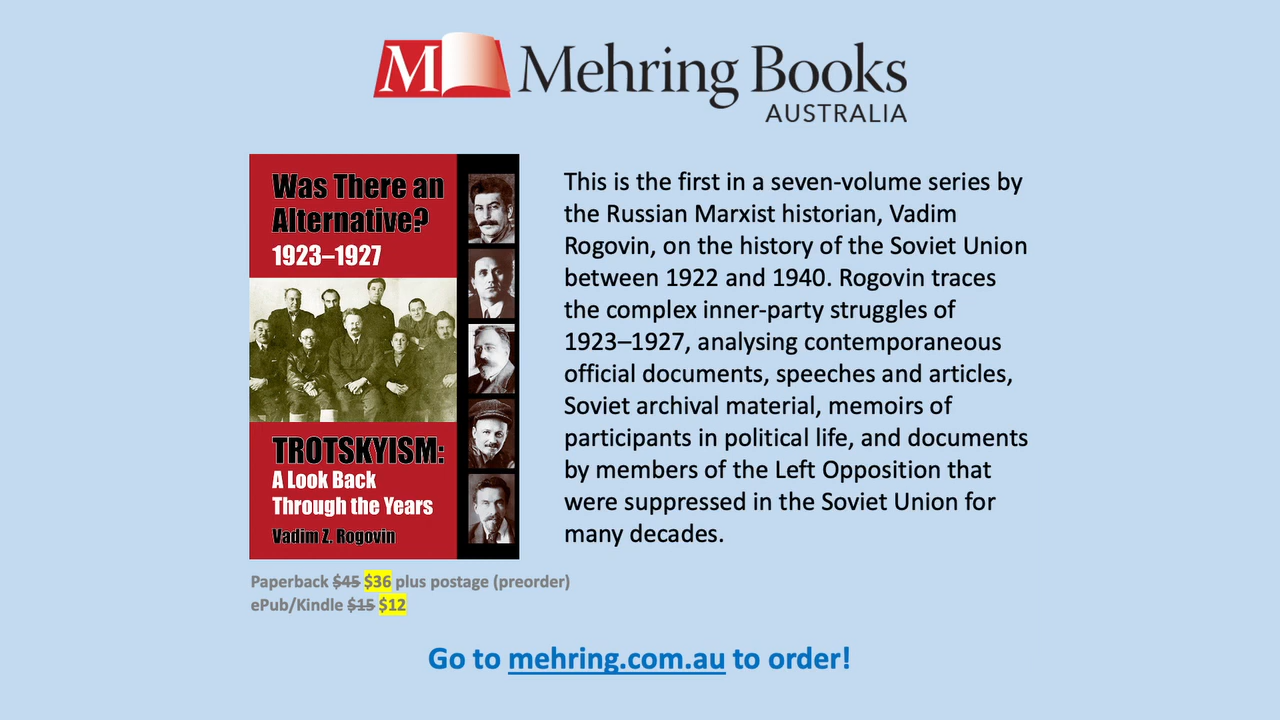 M Mehring Books
AUSTRALIA
Was There an
Alternative?
1923–1927
TROTSKYISM:
A Look Back
Through the Years
Vadim Z. Rogovin
This is the first in a seven-volume series by
the Russian Marxist historian, Vadim
Rogovin, on the history of the Soviet Union
between 1922 and 1940. Rogovin traces
the complex inner-party struggles of
1923–1927, analysing contemporaneous
official documents, speeches and articles,
Soviet archival material, memoirs of
participants in political life, and documents
by members of the Left Opposition that
were suppressed in the Soviet Union for
many decades.
Paperback $45 $36 plus postage (preorder)
ePub/Kindle $15 $12
Go to mehring.com.au to order!